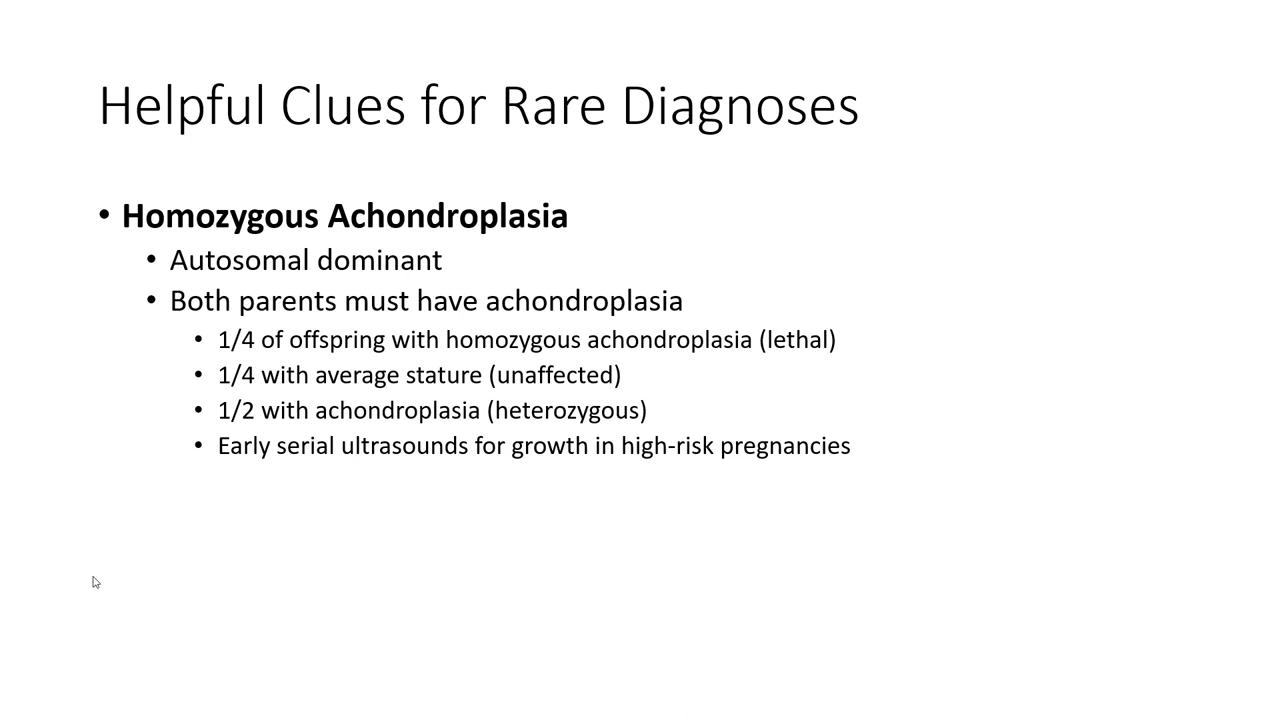 Helpful Clues for Rare Diagnoses
• Homozygous Achondroplasia
• Autosomal dominant
• Both parents must have achondroplasia
• 1/4 of offspring with homozygous achondroplasia (lethal)
• 1/4 with average stature (unaffected)
• 1/2 with achondroplasia (heterozygous)
• Early serial ultrasounds for growth in high-risk pregnancies